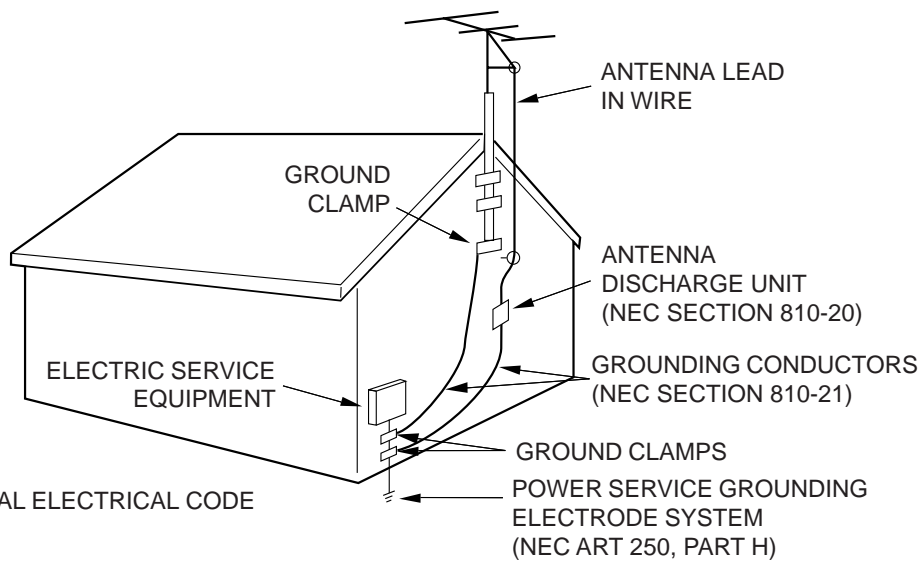 ANTENNA LEAD
IN WIRE
GROUND
CLAMP
ANTENNA
DISCHARGE UNIT
(NEC SECTION 810-20)
ELECTRIC SERVICE
EQUIPMENT
GROUNDING CONDUCTORS
(NEC SECTION 810-21)
GROUND CLAMPS
POWER SERVICE GROUNDING
ELECTRODE SYSTEM
(NEC ART 250, PART H)
AL ELECTRICAL CODE